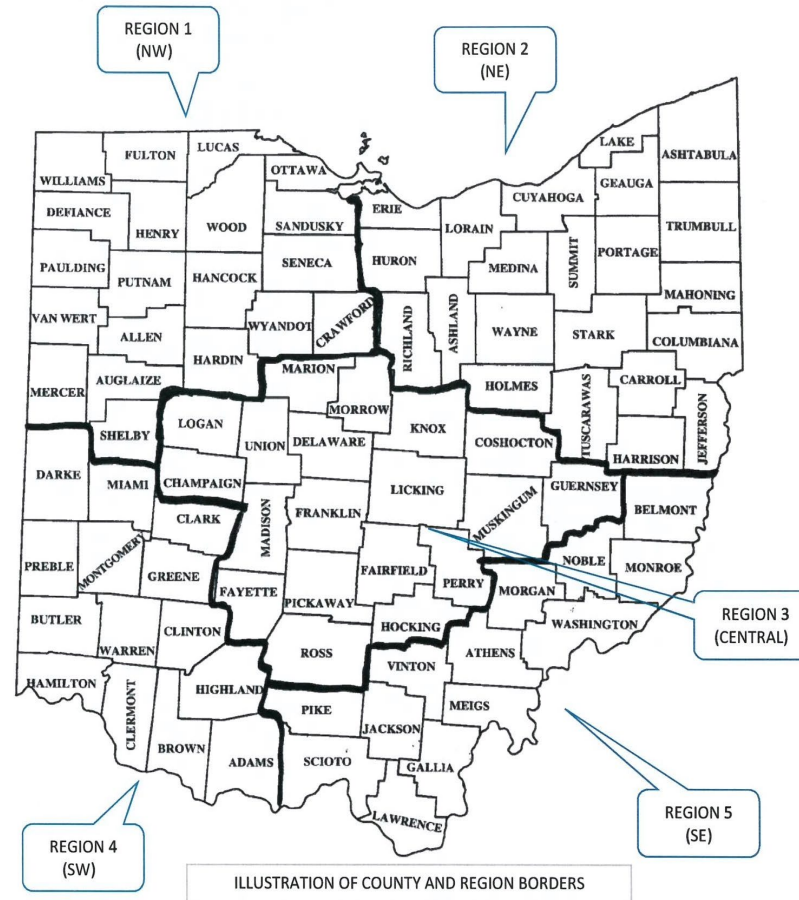 REGION 1
(NW)
REGION 2
(NE)
WILLIAMS
FULTON
LUCAS
OTTAWA
ERIE
CUYAHOGA
LAKE
GEAUGA
ASHTABULA
DEFIANCE
HENRY
WOOD
SANDUSKY
LORAIN
TRUMBULL
PAULDING
PUTNAM
HANCOCK
SENECA
HURON
MEDINA
SUMMIT
PORTAGE
MAHONING
VAN WERT
ALLEN
WYANDOT
CRAWFORD
RICHLAND
ASHLAND
WAYNE
STARK
COLUMBIANA
MERCER
AUGLAIZE
HARDIN
MARION
MORROW
HOLMES
TUSCARAWAS
CARROLL
JEFFERSON
SHELBY
LOGAN
UNION
DELAWARE
KNOX
COSHOCTON
HARRISON
DARKE
MIAMI
CHAMPAIGN
LICKING
MUSKINGUM
GUERNSEY
BELMONT
CLARK
MADISON
FRANKLIN
PREBLE
MONTGOMERY
GREENE
FAYETTE
PICKAWAY
FAIRFIELD
PERRY
MORGAN
NOBLE
MONROE
BUTLER
WARREN
CLINTON
ROSS
HOCKING
VINTON
ATHENS
WASHINGTON
REGION 3
(CENTRAL)
HAMILTON
CLERMONT
BROWN
HIGHLAND
ADAMS
PIKE
JACKSON
MEIGS
SCIOTO
GALLIA
LAWRENCE
REGION 4
(SW)
REGION 5
(SE)
ILLUSTRATION OF COUNTY AND REGION BORDERS